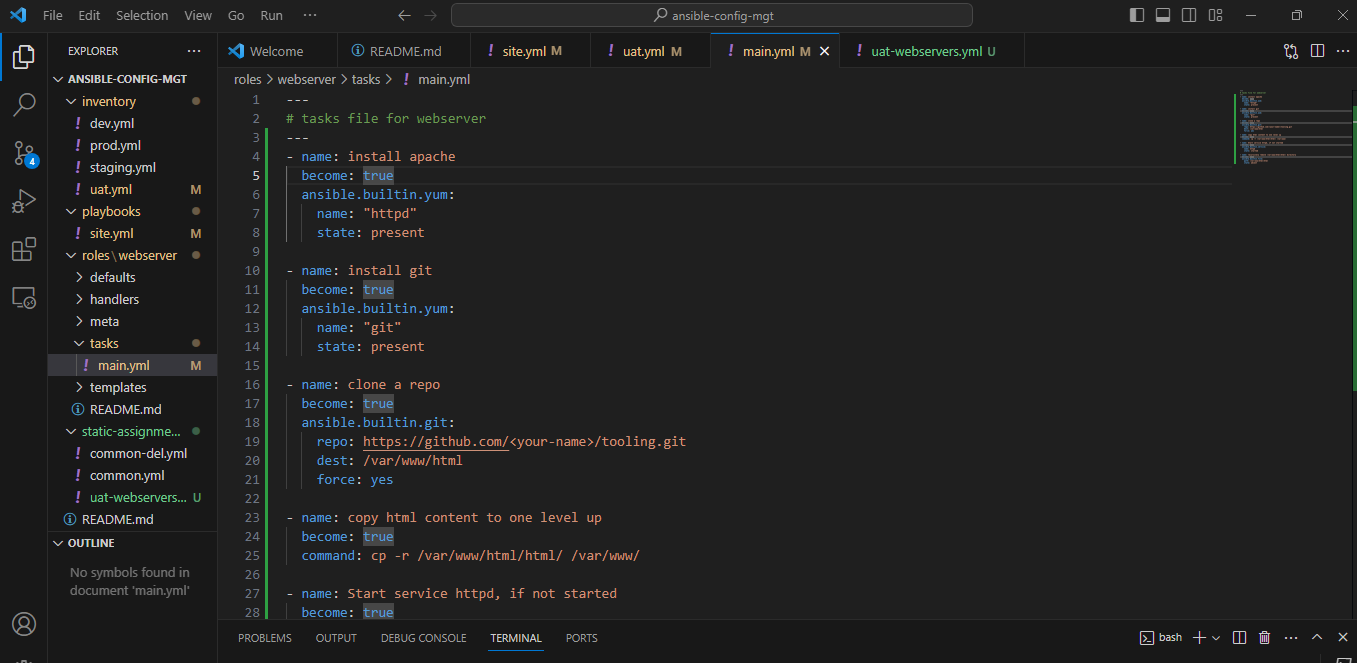 File Edit Selection View Go Run ··· ansible-config-mgt
EXPLORER ···
Welcome README.md ! site.yml M ! uat.yml M ! main.yml M ! uat-webservers.yml U ···
roles > webserver > tasks > ! main.yml
ANSIBLE-CONFIG-MGT
inventory
! dev.yml
! prod.yml
! staging.yml
! uat.yml M
playbooks
! site.yml M
roles\webserver
defaults
handlers
meta
tasks
! main.yml M
templates
README.md
static-assignme...
! common-del.yml
! common.yml
! uat-webservers... U
README.md
OUTLINE
No symbols found in
document 'main.yml'
4
1 ---
2 # tasks file for webserver
3 ---
4 - name: install apache
5 become: true
6 ansible.builtin.yum:
7 name: "httpd"
8 state: present
9
10 - name: install git
11 become: true
12 ansible.builtin.yum:
13 name: "git"
14 state: present
15
16 - name: clone a repo
17 become: true
18 ansible.builtin.git:
19 repo: https://github.com/<your-name>/tooling.git
20 dest: /var/www/html
21 force: yes
22
23 - name: copy html content to one level up
24 become: true
25 command: cp -r /var/www/html/html/ /var/www/
26
27 - name: Start service httpd, if not started
28 become: true
PROBLEMS OUTPUT DEBUG CONSOLE TERMINAL PORTS bash ···